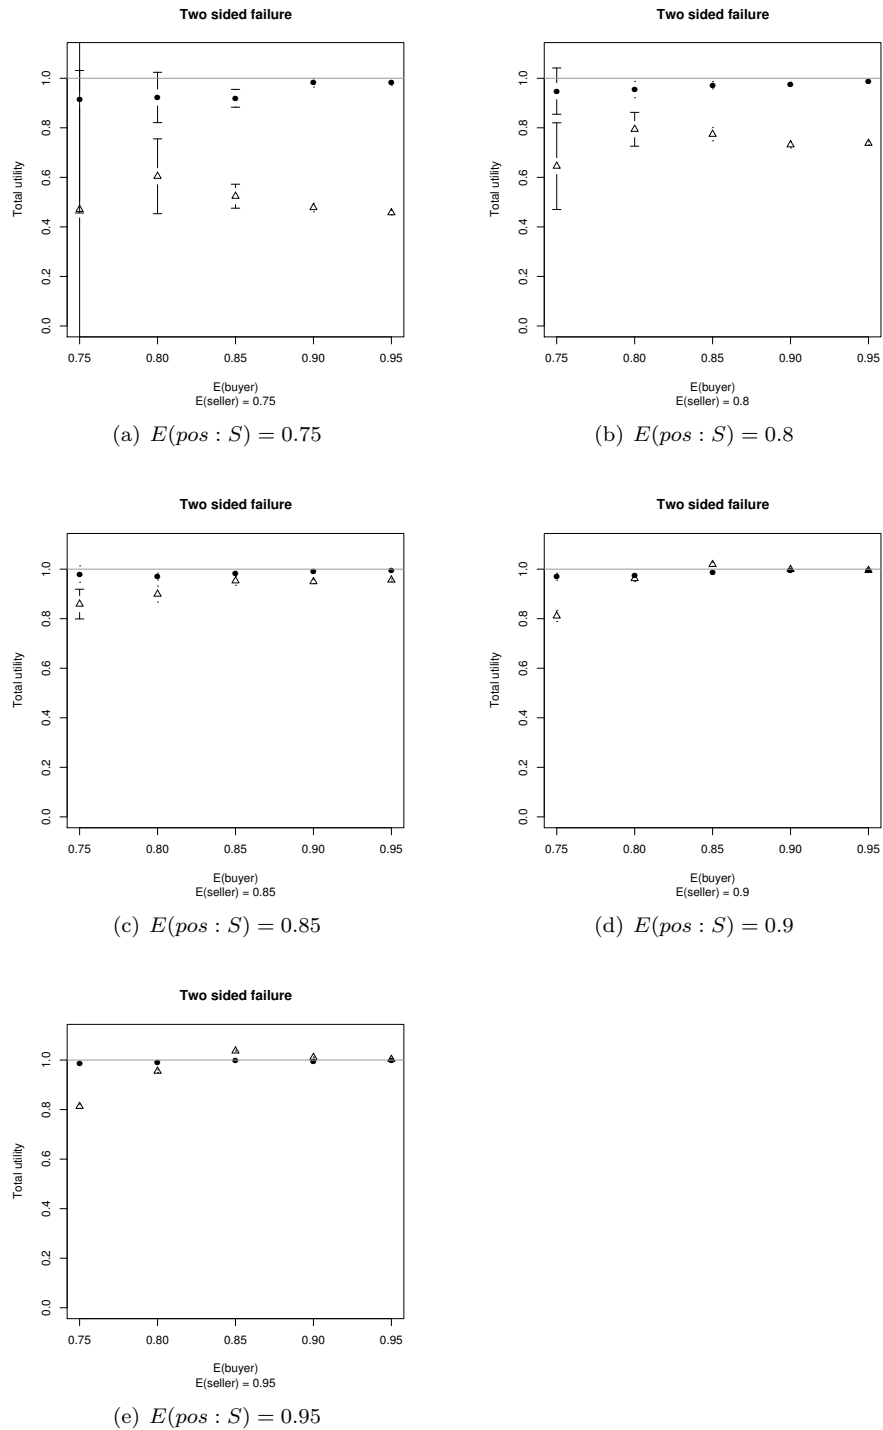 Two sided failure
Total utility
1.0
0.8
0.6
0.4
0.2
0.0
0.75 0.80 0.85 0.90 0.95
E(buyer)
E(seller) = 0.75
(a) E(pos : S) = 0.75
Two sided failure
Total utility
1.0
0.8
0.6
0.4
0.2
0.0
0.75 0.80 0.85 0.90 0.95
E(buyer)
E(seller) = 0.8
(b) E(pos : S) = 0.8
Two sided failure
Total utility
1.0
0.8
0.6
0.4
0.2
0.0
0.75 0.80 0.85 0.90 0.95
E(buyer)
E(seller) = 0.85
(c) E(pos : S) = 0.85
Two sided failure
Total utility
1.0
0.8
0.6
0.4
0.2
0.0
0.75 0.80 0.85 0.90 0.95
E(buyer)
E(seller) = 0.9
(d) E(pos : S) = 0.9
Two sided failure
Total utility
1.0
0.8
0.6
0.4
0.2
0.0
0.75 0.80 0.85 0.90 0.95
E(buyer)
E(seller) = 0.95
(e) E(pos : S) = 0.95